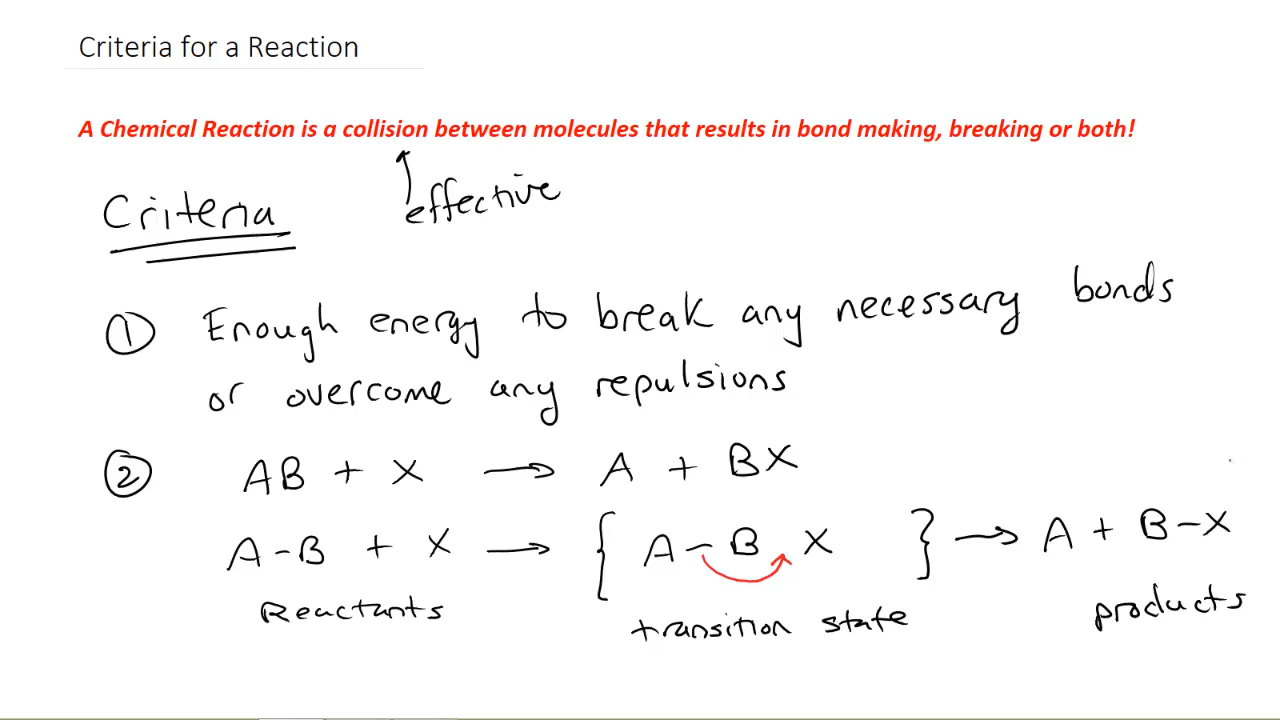 Criteria for a Reaction
A Chemical Reaction is a collision between molecules that results in bond making, breaking or both!
effective
Criteria
① Enough energy to break any necessary bonds
or overcome any repulsions
② AB + X → A + BX
A-B + X → { A-B X } → A + B-X
Reactants transition state products